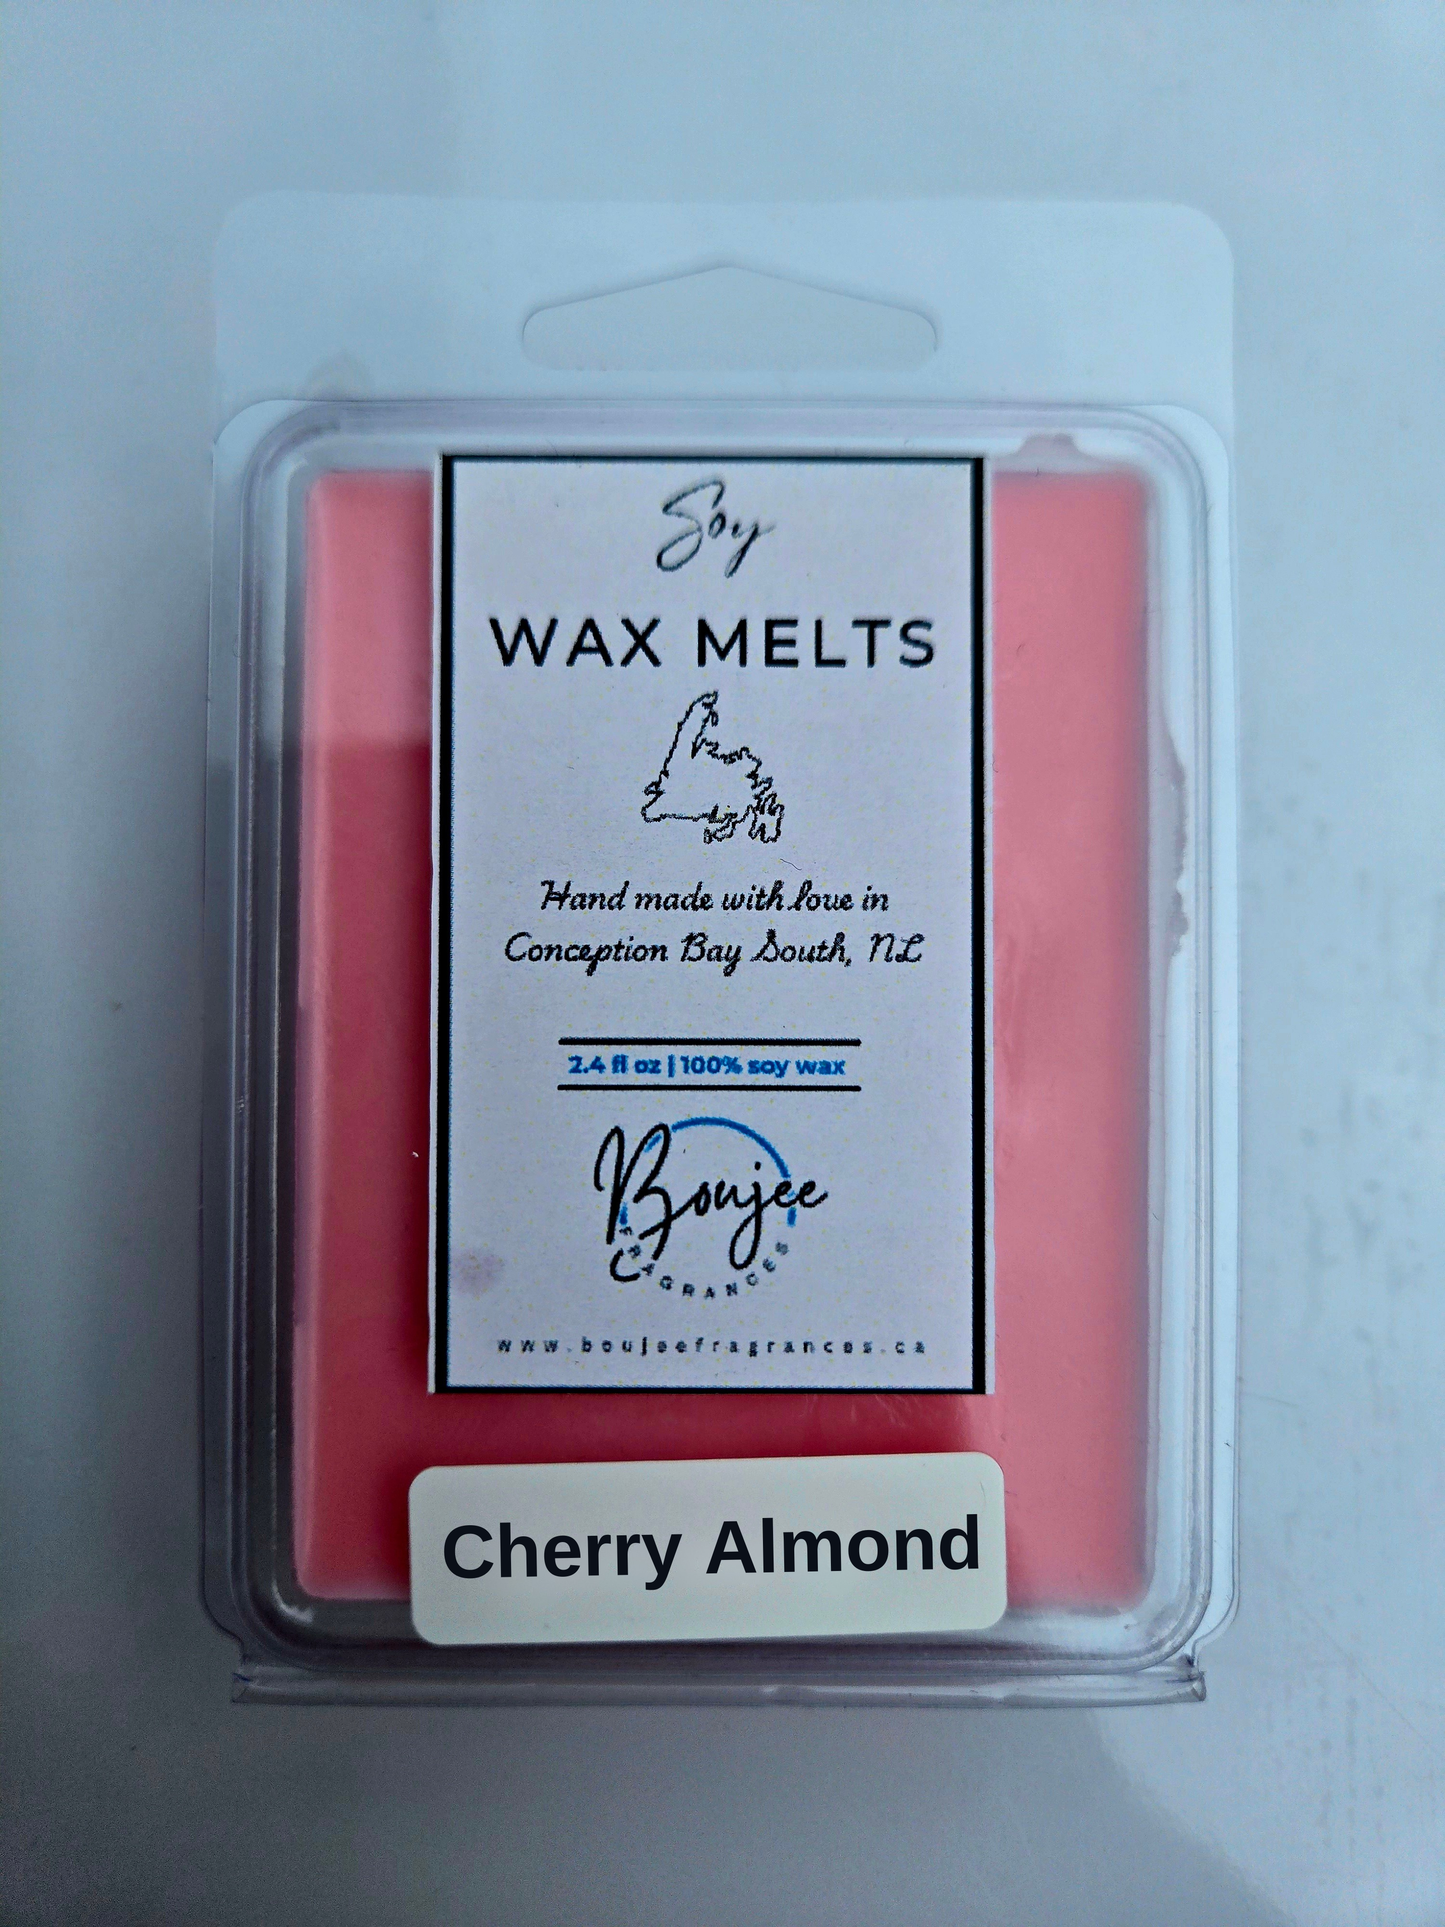 Soy
WAX MELTS
Hand made with love in
Conception Bay South, NL
2.4 fl oz | 100% soy wax
Boujee
FRAGRANCES
www.boujeefragrances.ca
Cherry Almond